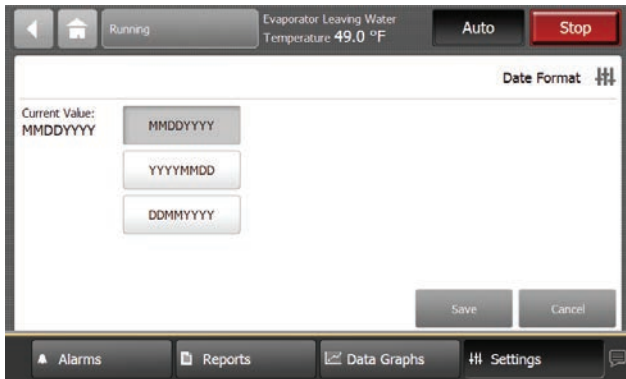 Running
Evaporator Leaving Water
Temperature 49.0 °F
Auto
Stop
Date Format
Current Value:
MMDDYYYY
MMDDYYYY
YYYYMMDD
DDMMYYYY
Save
Cancel
Alarms
Reports
Data Graphs
Settings